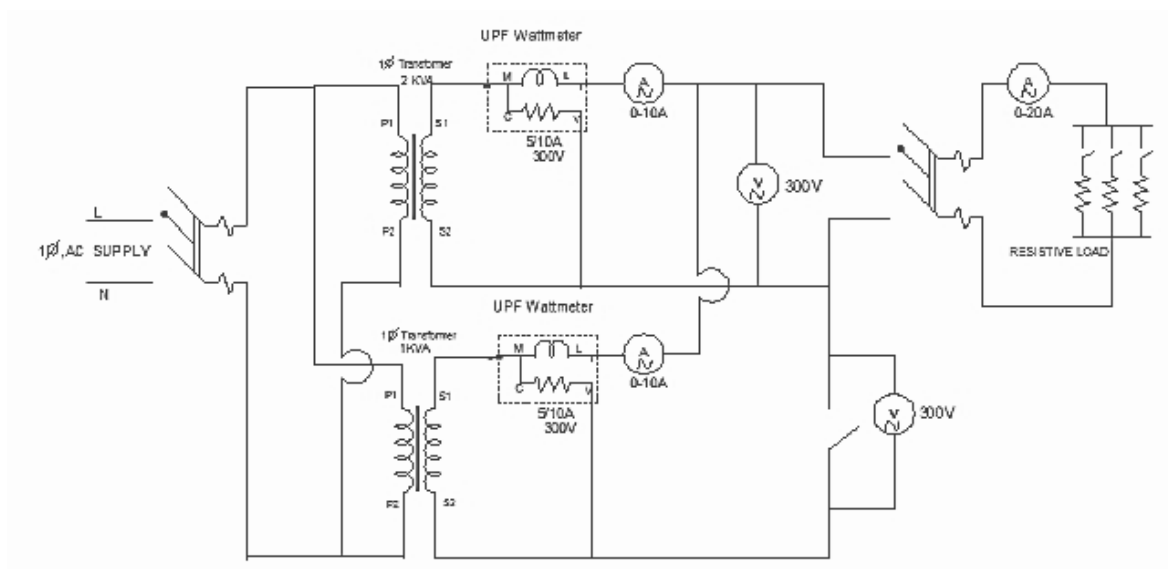 UPF Wattmeter
1Ø Transformer
2 KVA
M
L
C
V
5/10A
300V
A
0-10A
P1
S1
P2
S2
V
300V
A
0-20A
RESISTIVE LOAD
L
1Ø,AC SUPPLY
N
UPF Wattmeter
1Ø Transformer
1KVA
M
L
C
V
5/10A
300V
A
0-10A
P1
S1
P2
S2
V
300V